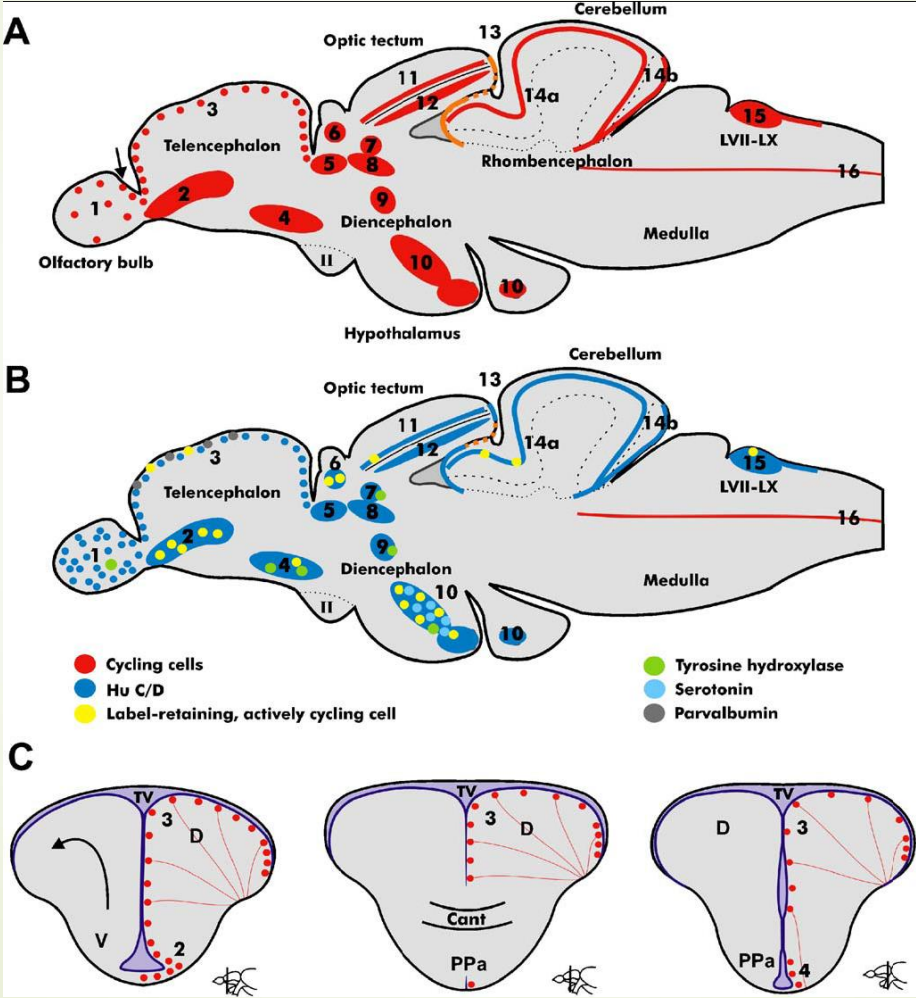 A
Cerebellum
13
Optic tectum
11
14b
3
12
14a
6
15
Telencephalon
7
LVII-LX
5
8
Rhombencephalon
16
2
9
1
4
Diencephalon
Medulla
II
10
Olfactory bulb
10
Hypothalamus
B
Cerebellum
13
Optic tectum
11
14b
3
12
14a
6
15
Telencephalon
7
LVII-LX
5
8
16
2
9
1
4
Diencephalon
Medulla
II
10
10
Cycling cells
Hu C/D
Label-retaining, actively cycling cell
Tyrosine hydroxylase
Serotonin
Parvalbumin
C
TV
3
D
V
2
TV
3
D
Cant
PPa
TV
D
3
PPa
4